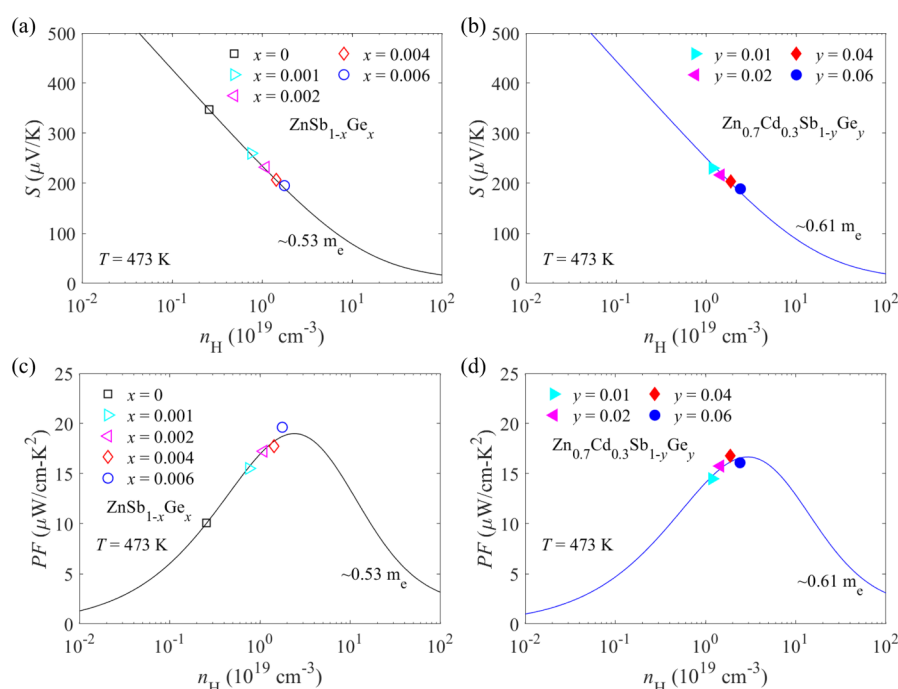 (a)
500
400
300
200
100
0
S (μV/K)
x = 0
x = 0.001
x = 0.002
x = 0.004
x = 0.006
ZnSb1-xGex
~0.53 me
T = 473 K
10-2 10-1 100 101 102
nH (1019 cm-3)
(b)
500
400
300
200
100
0
S (μV/K)
y = 0.01
y = 0.02
y = 0.04
y = 0.06
Zn0.7Cd0.3Sb1-yGey
~0.61 me
T = 473 K
10-2 10-1 100 101 102
nH (1019 cm-3)
(c)
25
20
15
10
5
0
PF (μW/cm-K2)
x = 0
x = 0.001
x = 0.002
x = 0.004
x = 0.006
ZnSb1-xGex
T = 473 K
~0.53 me
10-2 10-1 100 101 102
nH (1019 cm-3)
(d)
25
20
15
10
5
0
PF (μW/cm-K2)
y = 0.01
y = 0.02
y = 0.04
y = 0.06
Zn0.7Cd0.3Sb1-yGey
T = 473 K
~0.61 me
10-2 10-1 100 101 102
nH (1019 cm-3)